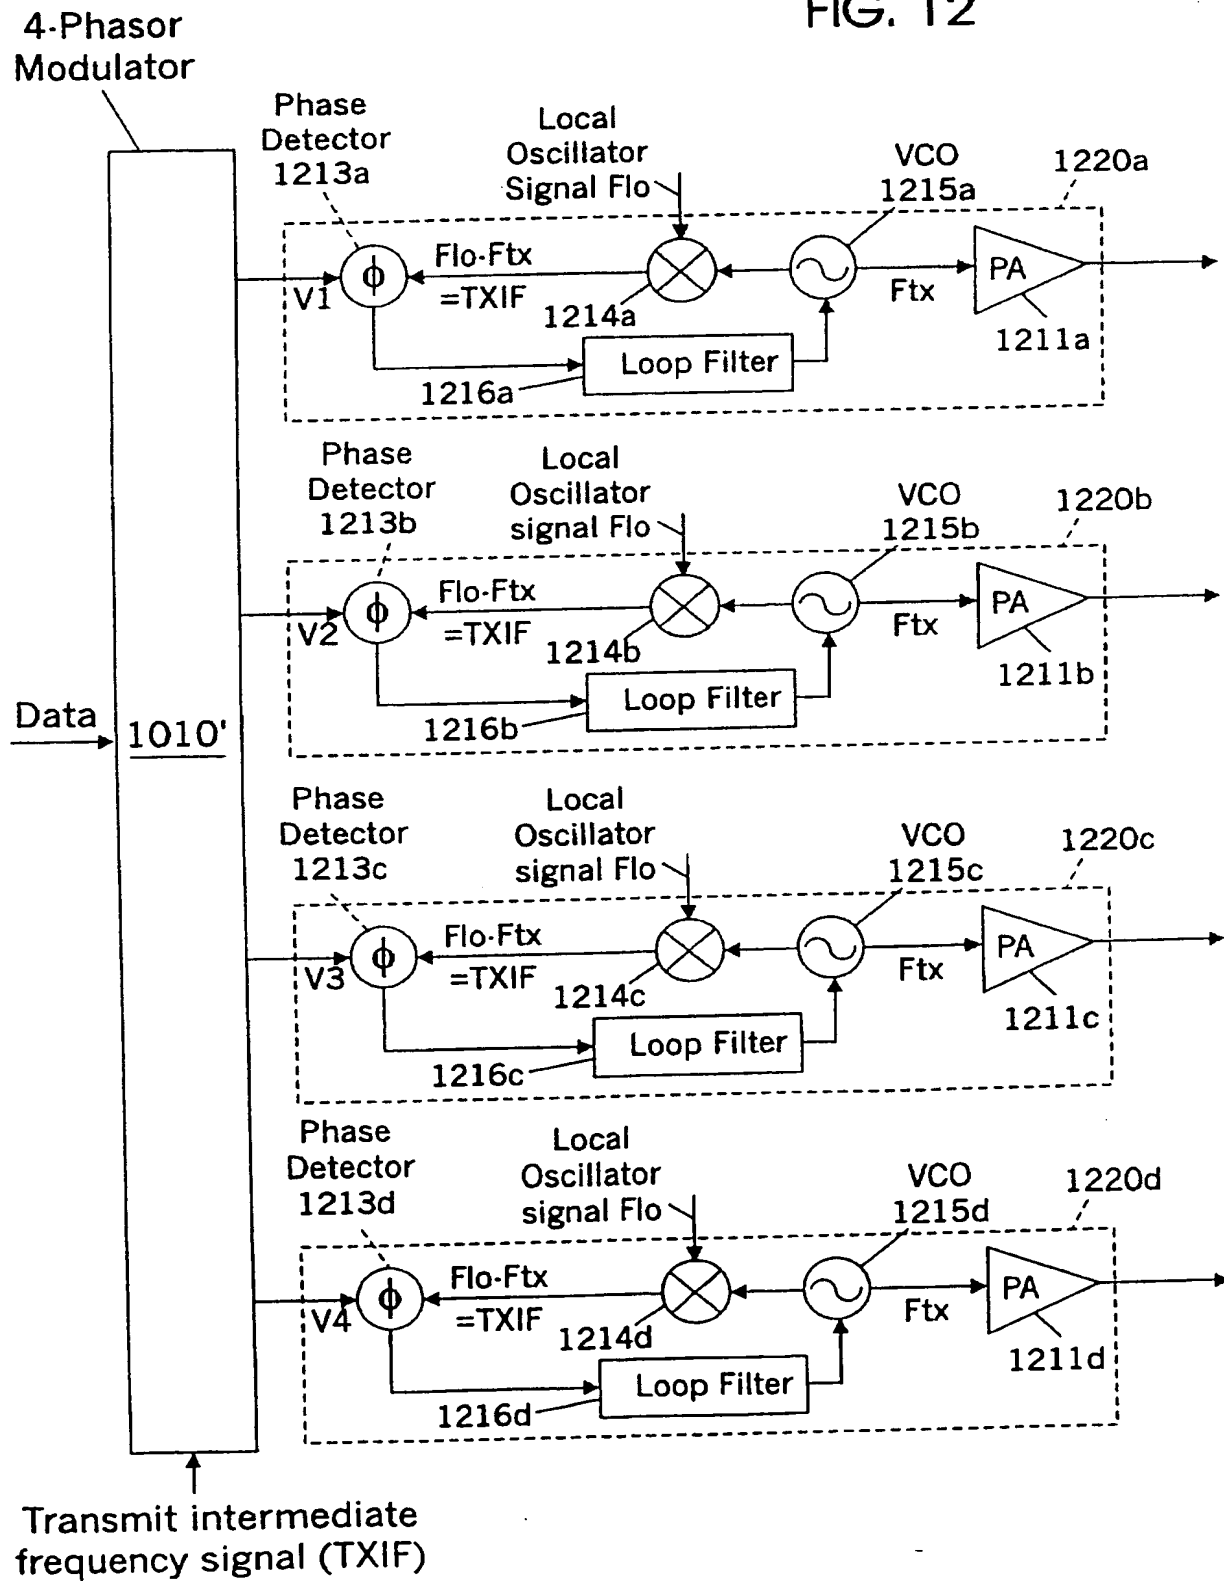 FIG. 12
4-Phasor
Modulator
Phase
Detector
1213a
Local
Oscillator
Signal Flo
VCO
1215a
1220a
V1
ϕ
Flo-Ftx
=TXIF
1214a
Ftx
PA
1211a
Loop Filter
1216a
Phase
Detector
1213b
Local
Oscillator
signal Flo
VCO
1215b
1220b
V2
ϕ
Flo-Ftx
=TXIF
1214b
Ftx
PA
1211b
Loop Filter
1216b
Data
1010'
Phase
Detector
1213c
Local
Oscillator
signal Flo
VCO
1215c
1220c
V3
ϕ
Flo-Ftx
=TXIF
1214c
Ftx
PA
1211c
Loop Filter
1216c
Phase
Detector
1213d
Local
Oscillator
signal Flo
VCO
1215d
1220d
V4
ϕ
Flo-Ftx
=TXIF
1214d
Ftx
PA
1211d
Loop Filter
1216d
Transmit intermediate
frequency signal (TXIF)